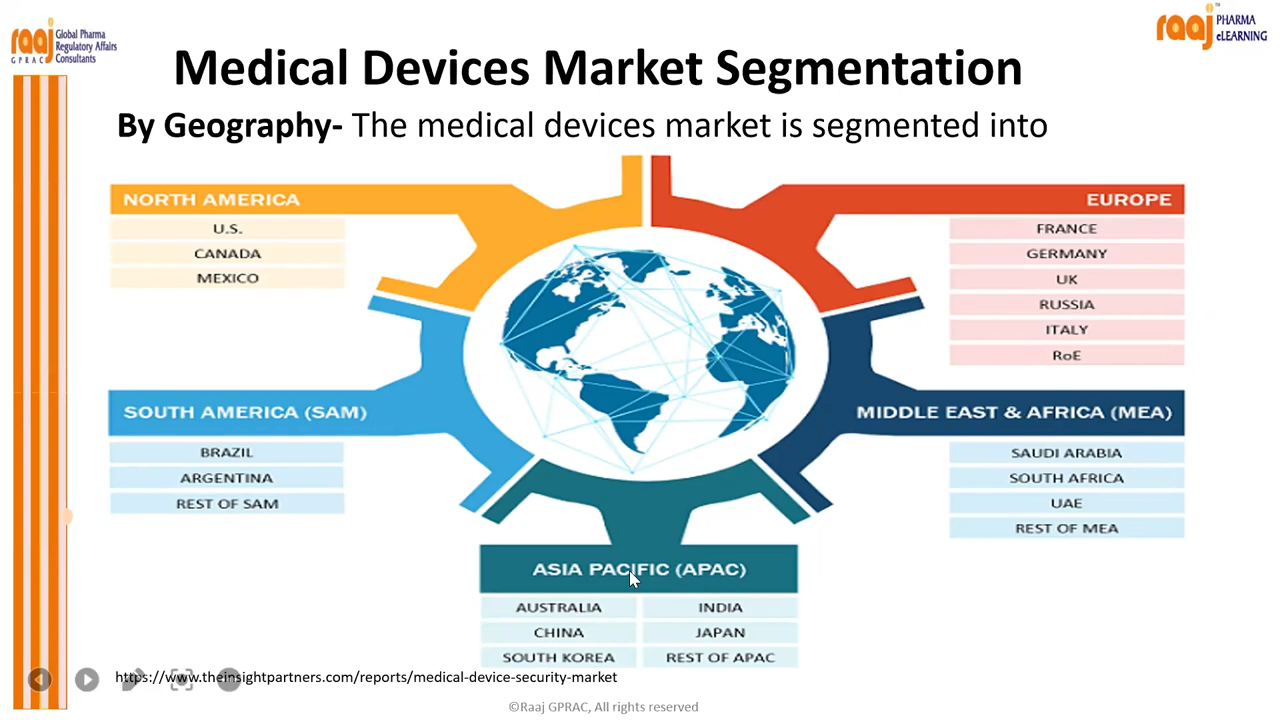 raaj
GPRAC
Global Pharma
Regulatory Affairs
Consultants
raaj™
PHARMA
eLEARNING
Medical Devices Market Segmentation
By Geography- The medical devices market is segmented into
NORTH AMERICA
U.S.
CANADA
MEXICO
EUROPE
FRANCE
GERMANY
UK
RUSSIA
ITALY
RoE
SOUTH AMERICA (SAM)
BRAZIL
ARGENTINA
REST OF SAM
MIDDLE EAST & AFRICA (MEA)
SAUDI ARABIA
SOUTH AFRICA
UAE
REST OF MEA
ASIA PACIFIC (APAC)
AUSTRALIA INDIA
CHINA JAPAN
SOUTH KOREA REST OF APAC
https://www.theinsightpartners.com/reports/medical-device-security-market
©Raaj GPRAC, All rights reserved